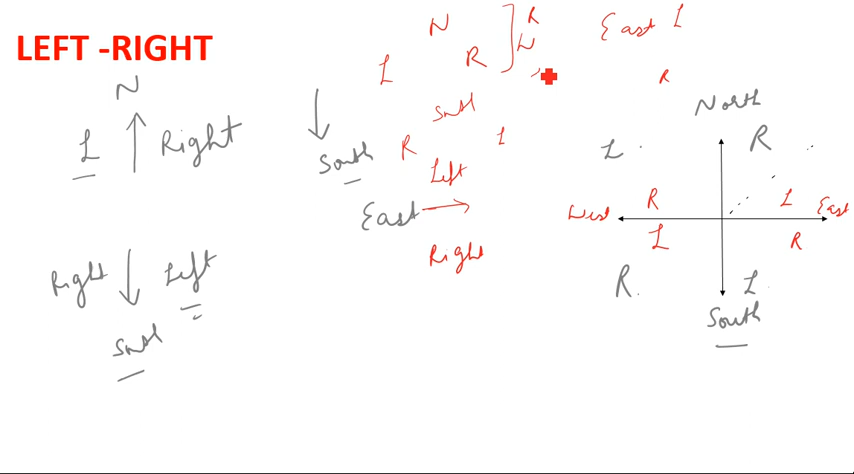 LEFT -RIGHT
N
L Right
Right Left
South
South
N
L R
R
N
South
R L
Left
East
Right
East L
R
North
L R
West R L East
L R
R L
South